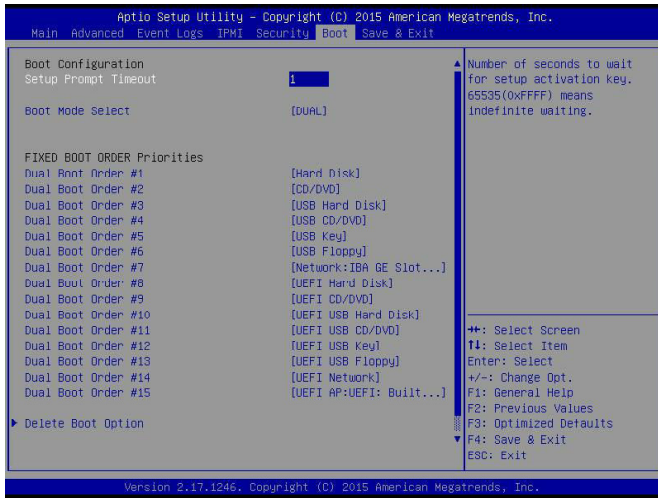 Aptio Setup Utility – Copyright (C) 2015 American Megatrends, Inc.
Main Advanced Event Logs IPMI Security Boot Save & Exit
Boot Configuration
Setup Prompt Timeout 1
Boot Mode Select [DUAL]
FIXED BOOT ORDER Priorities
Dual Boot Order #1 [Hard Disk]
Dual Boot Order #2 [CD/DVD]
Dual Boot Order #3 [USB Hard Disk]
Dual Boot Order #4 [USB CD/DVD]
Dual Boot Order #5 [USB Key]
Dual Boot Order #6 [USB Floppy]
Dual Boot Order #7 [Network:IBA GE Slot...]
Dual Boot Order #8 [UEFI Hard Disk]
Dual Boot Order #9 [UEFI CD/DVD]
Dual Boot Order #10 [UEFI USB Hard Disk]
Dual Boot Order #11 [UEFI USB CD/DVD]
Dual Boot Order #12 [UEFI USB Key]
Dual Boot Order #13 [UEFI USB Floppy]
Dual Boot Order #14 [UEFI Network]
Dual Boot Order #15 [UEFI AP:UEFI: Built...]
Delete Boot Option
Number of seconds to wait
for setup activation key.
65535(0xFFFF) means
indefinite waiting.
→←: Select Screen
↑↓: Select Item
Enter: Select
+/-: Change Opt.
F1: General Help
F2: Previous Values
F3: Optimized Defaults
F4: Save & Exit
ESC: Exit
Version 2.17.1246. Copyright (C) 2015 American Megatrends, Inc.